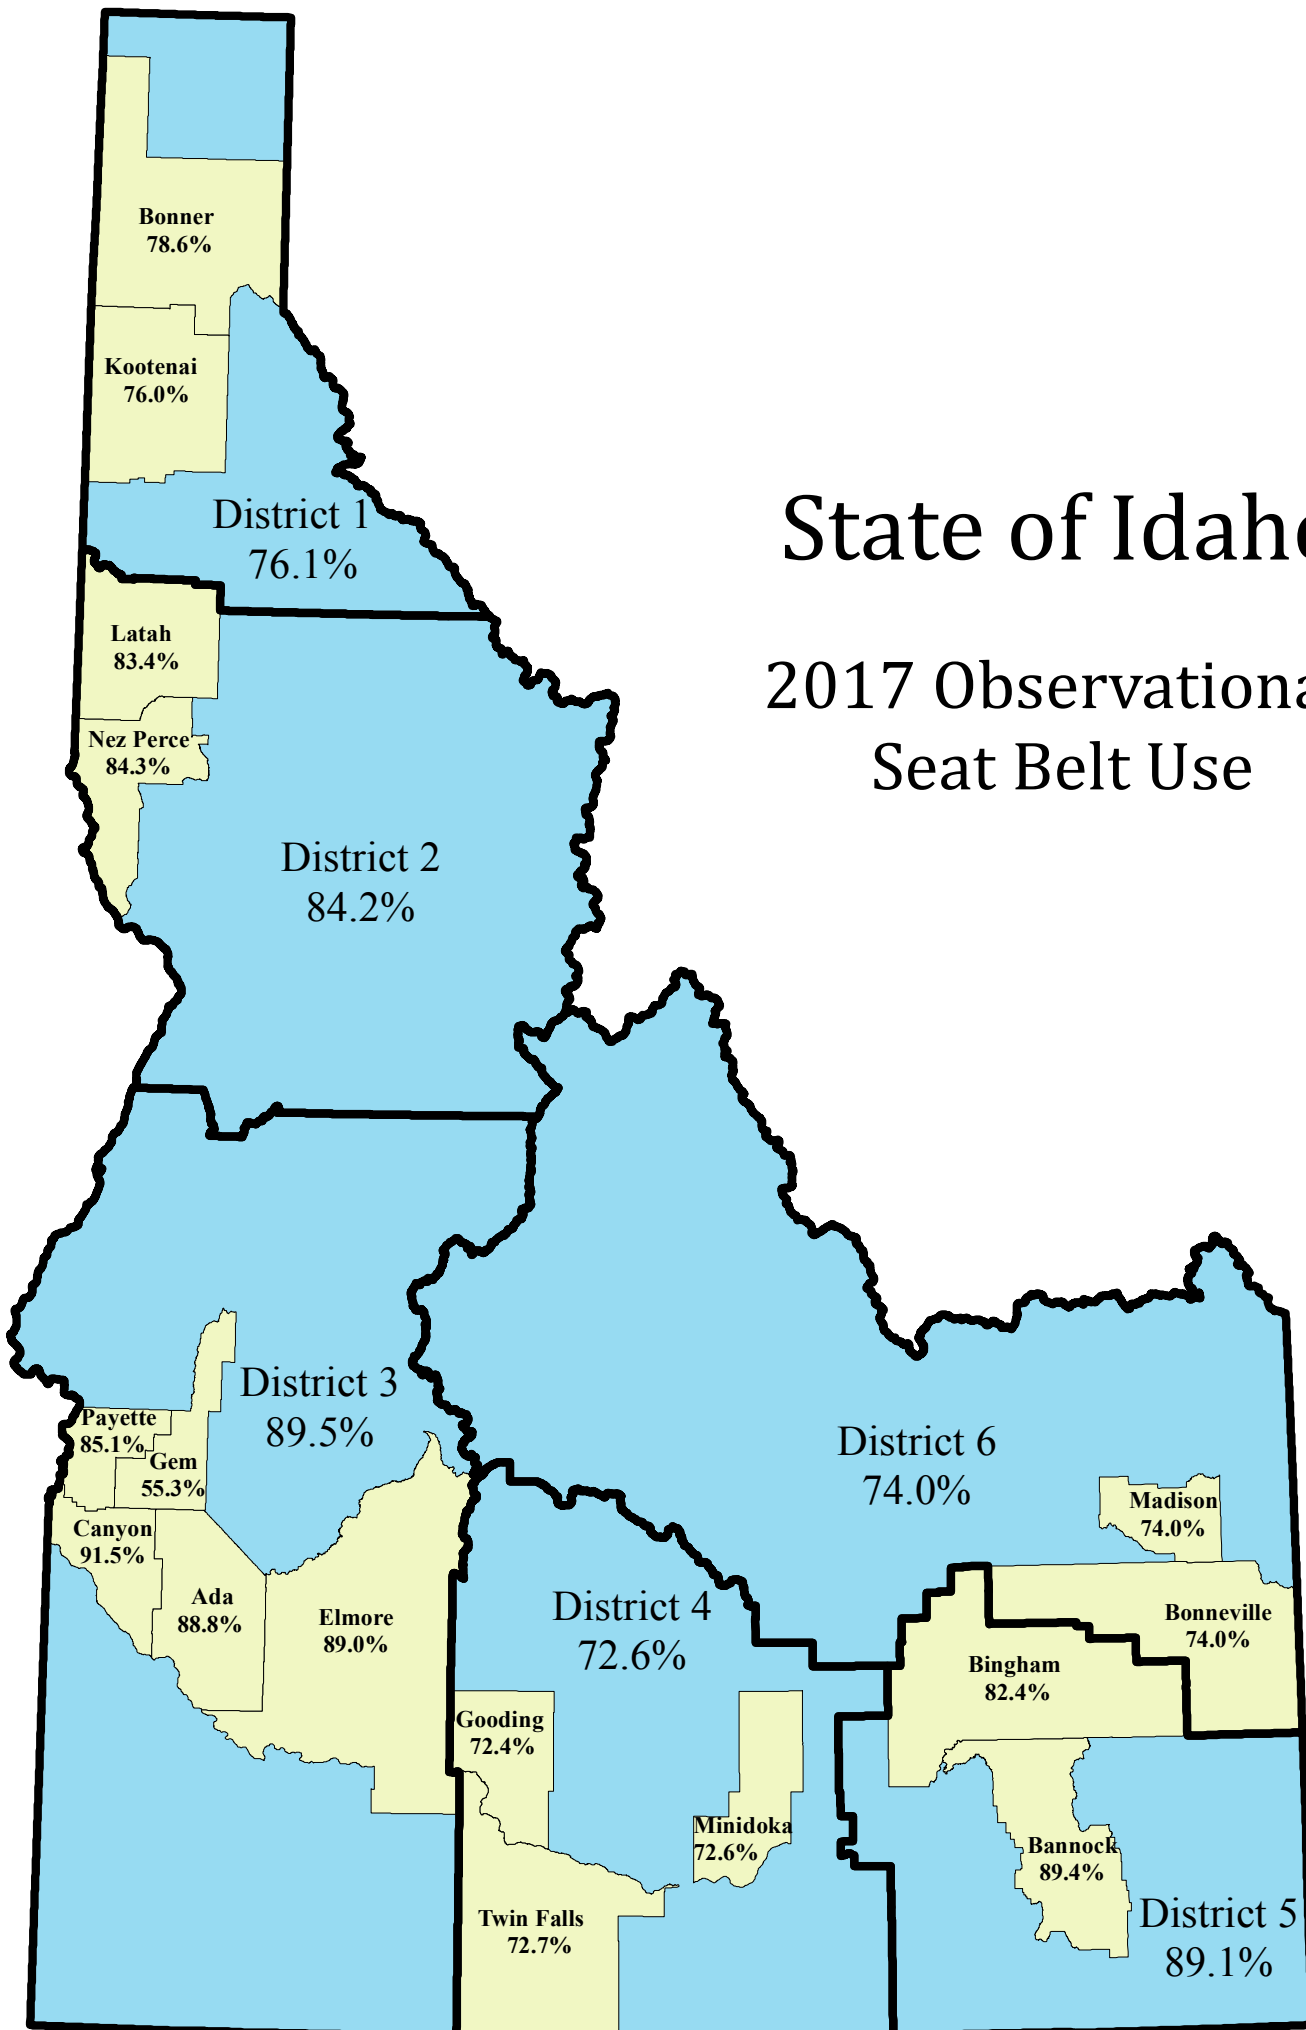 Bonner
78.6%
Kootenai
76.0%
District 1
76.1%
State of Idaho
2017 Observationa
Seat Belt Use
Latah
83.4%
Nez Perce
84.3%
District 2
84.2%
District 3
89.5%
Payette
85.1%
Gem
55.3%
Canyon
91.5%
Ada
88.8%
Elmore
89.0%
District 6
74.0%
Madison
74.0%
Bonneville
74.0%
District 4
72.6%
Bingham
82.4%
Gooding
72.4%
Minidoka
72.6%
Twin Falls
72.7%
Bannock
89.4%
District 5
89.1%